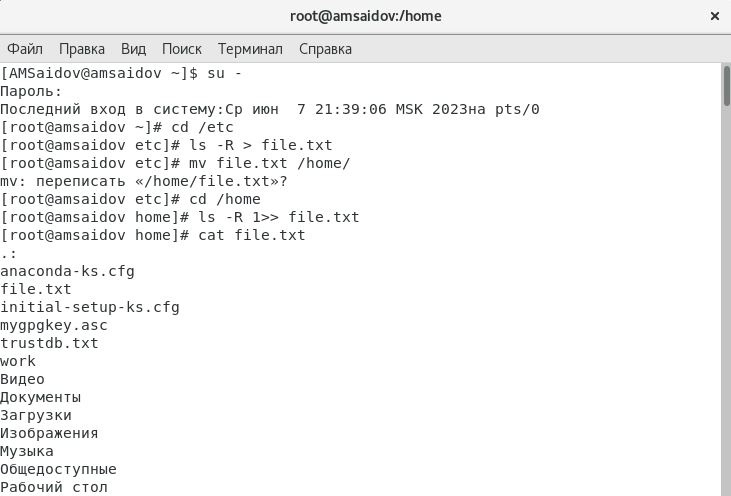 root@amsaidov:/home
×
Файл Правка Вид Поиск Терминал Справка
[AMSaidov@amsaidov ~]$ su -
Пароль:
Последний вход в систему:Ср июн  7 21:39:06 MSK 2023на pts/0
[root@amsaidov ~]# cd /etc
[root@amsaidov etc]# ls -R > file.txt
[root@amsaidov etc]# mv file.txt /home/
mv: переписать «/home/file.txt»?
[root@amsaidov etc]# cd /home
[root@amsaidov home]# ls -R 1>> file.txt
[root@amsaidov home]# cat file.txt
.:
anaconda-ks.cfg
file.txt
initial-setup-ks.cfg
mygpgkey.asc
trustdb.txt
work
Видео
Документы
Загрузки
Изображения
Музыка
Общедоступные
Рабочий стол